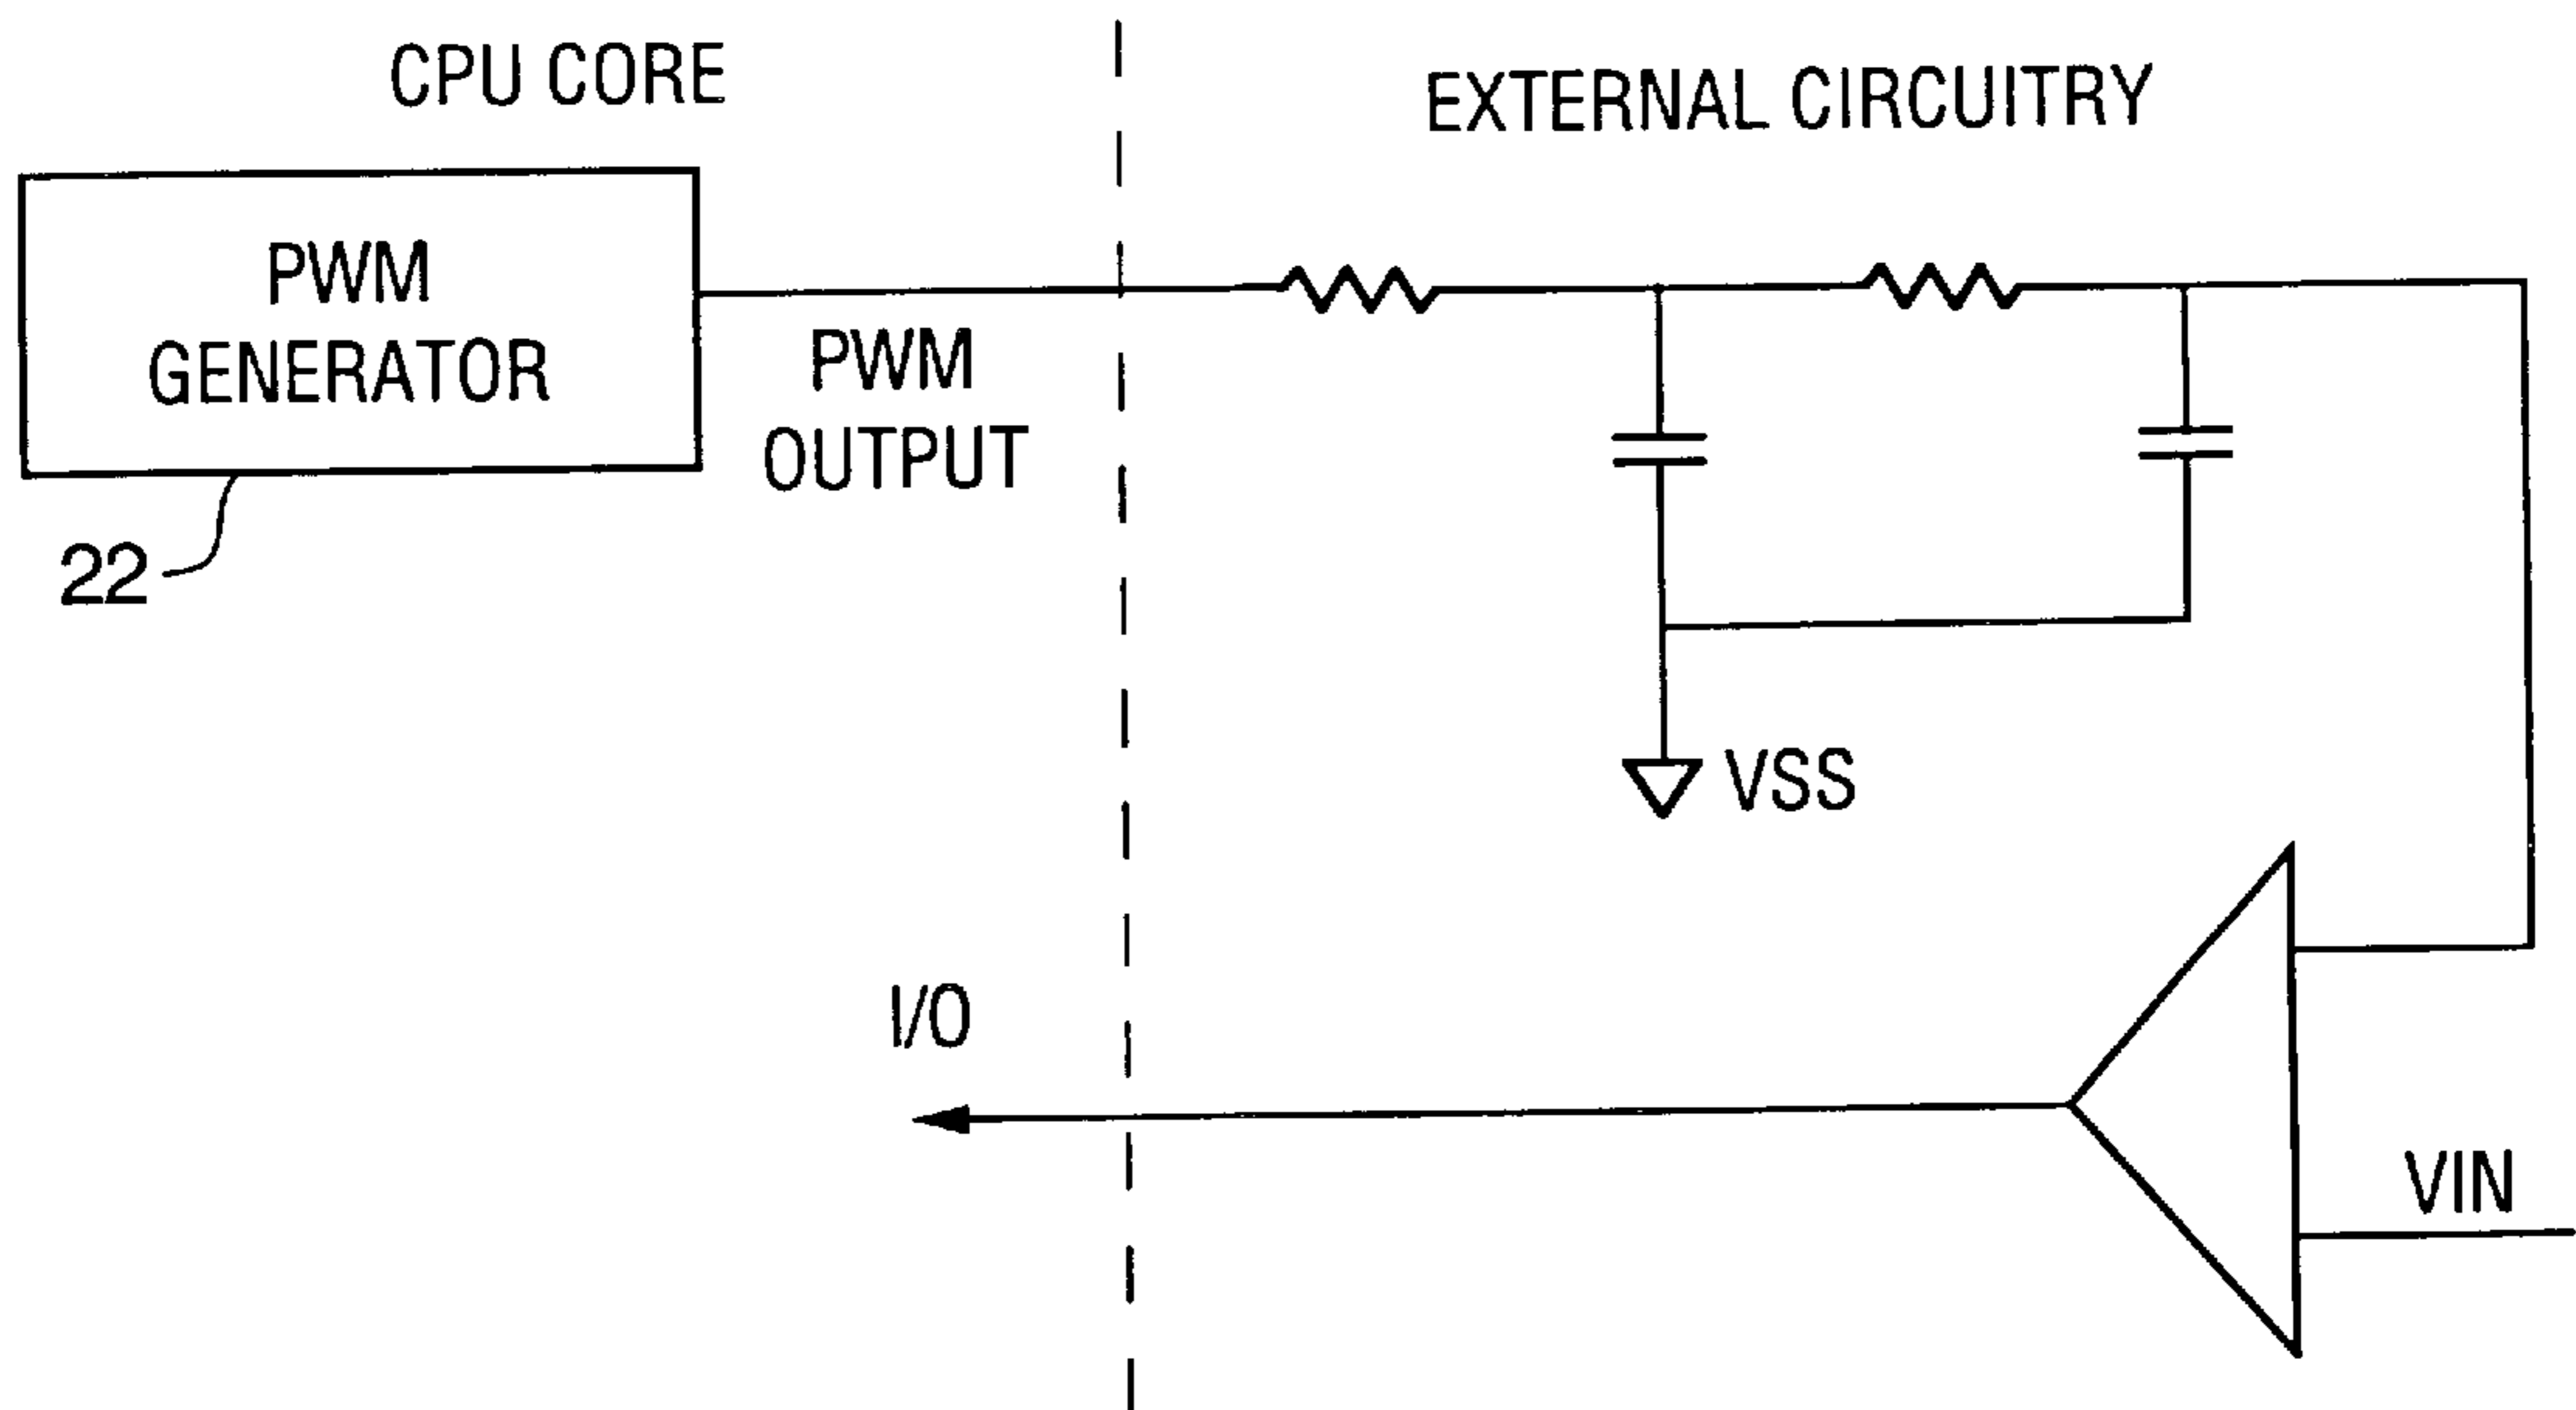 CPU CORE
EXTERNAL CIRCUITRY
PWM
GENERATOR
PWM
OUTPUT
22
VSS
I/O
VIN